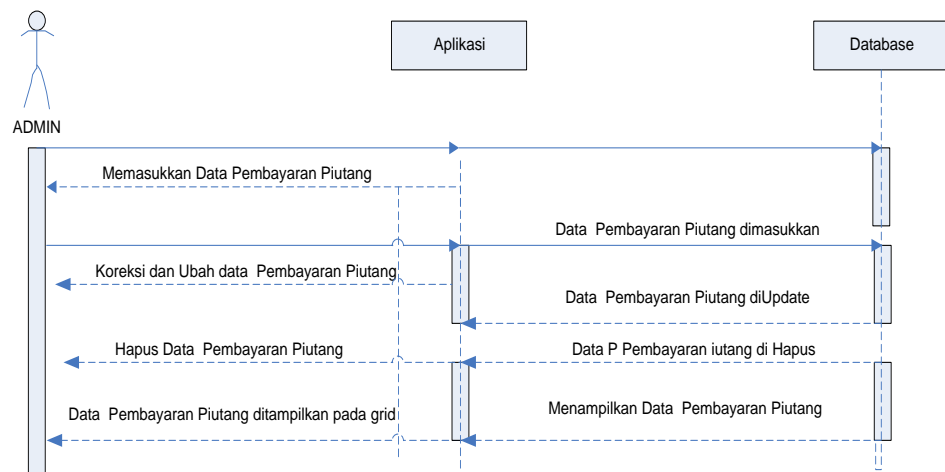 Aplikasi
Database
ADMIN
Memasukkan Data Pembayaran Piutang
Data Pembayaran Piutang dimasukkan
Koreksi dan Ubah data Pembayaran Piutang
Data Pembayaran Piutang diUpdate
Hapus Data Pembayaran Piutang
Data P Pembayaran iutang di Hapus
Data Pembayaran Piutang ditampilkan pada grid
Menampilkan Data Pembayaran Piutang